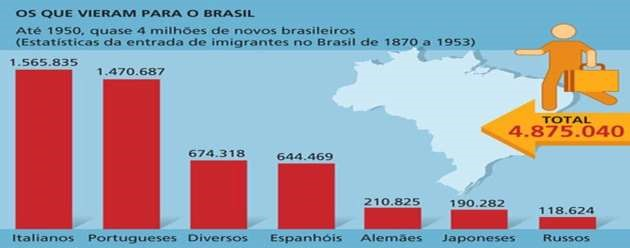 OS QUE VIERAM PARA O BRASIL
Até 1950, quase 4 milhões de novos brasileiros
(Estatísticas da entrada de imigrantes no Brasil de 1870 a 1953)
1.565.835
1.470.687
674.318
644.469
210.825
190.282
118.624
TOTAL
4.875.040
Italianos Portugueses Diversos Espanhóis Alemães Japoneses Russos